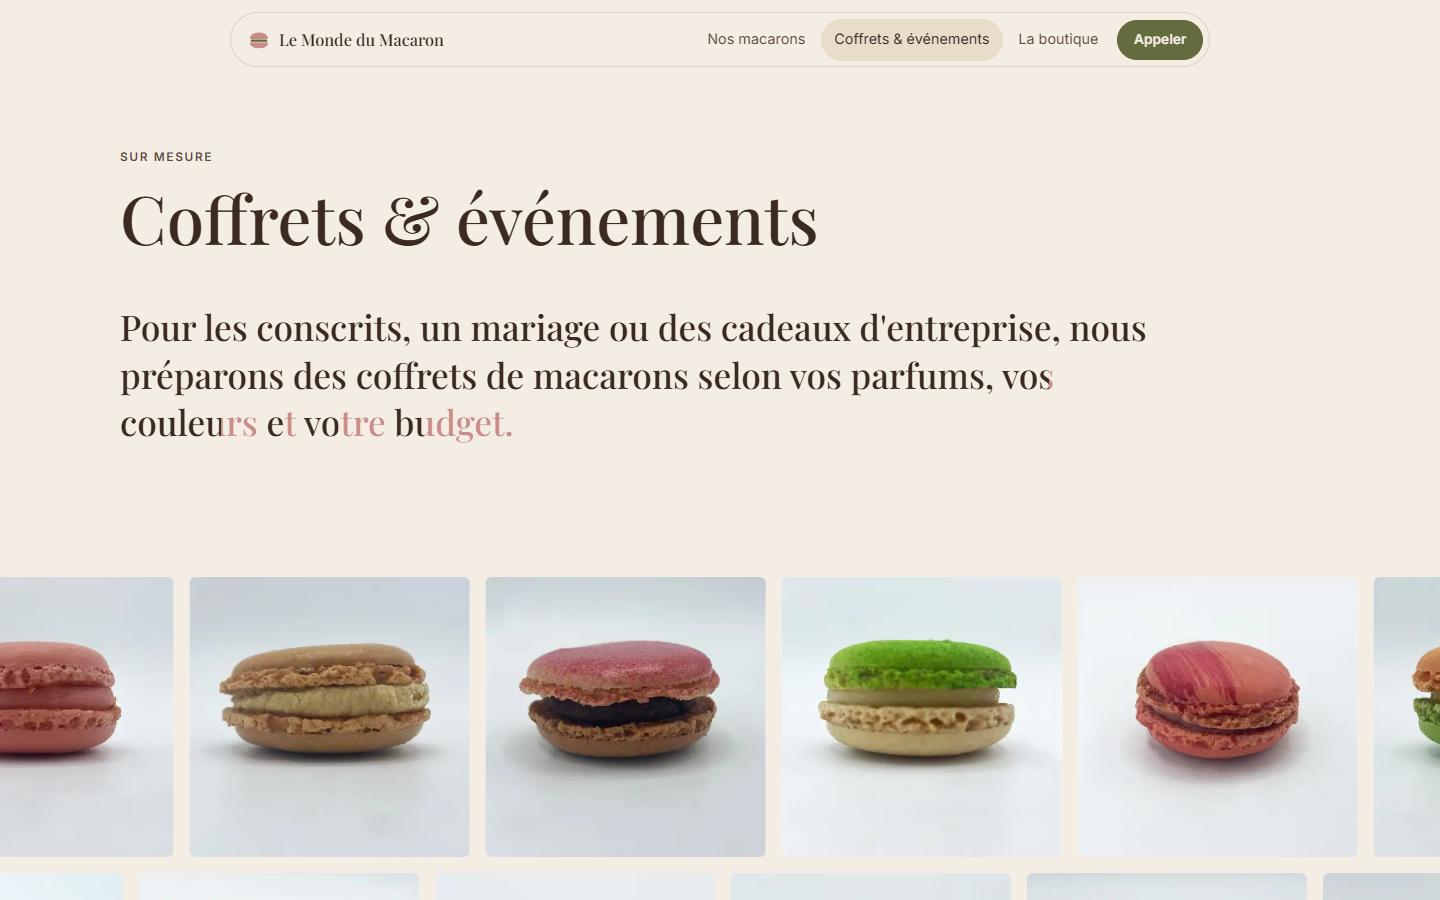 Le Monde du Macaron
Nos macarons
Coffrets & événements
La boutique
Appeler
SUR MESURE
Coffrets & événements
Pour les conscrits, un mariage ou des cadeaux d'entreprise, nous
préparons des coffrets de macarons selon vos parfums, vos
couleurs et votre budget.